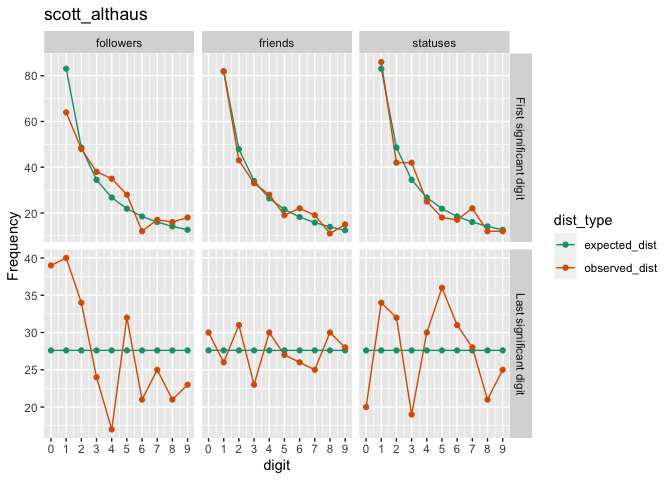 scott_althaus
followers friends statuses
80
60
40
20
First significant digit
40
35
30
25
20
Last significant digit
Frequency
0 1 2 3 4 5 6 7 8 9 0 1 2 3 4 5 6 7 8 9 0 1 2 3 4 5 6 7 8 9
digit
dist_type
expected_dist
observed_dist